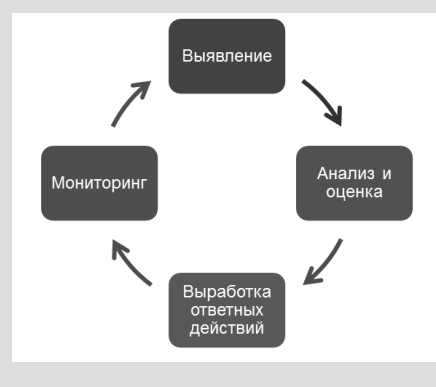 Выявление
Анализ и
оценка
Выработка
ответных
действий
Мониторинг